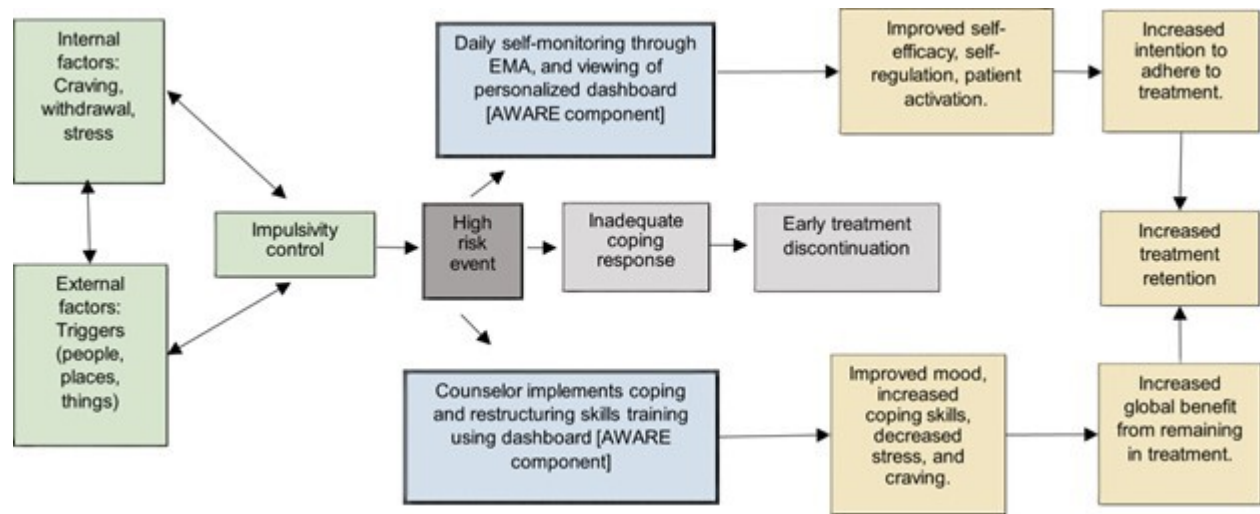 Internal
factors:
Craving,
withdrawal,
stress
External
factors:
Triggers
(people,
places,
things)
Impulsivity
control
High
risk
event
Daily self-monitoring through
EMA, and viewing of
personalized dashboard
[AWARE component]
Improved self-
efficacy, self-
regulation, patient
activation.
Increased
intention to
adhere to
treatment.
Inadequate
coping
response
Early treatment
discontinuation
Increased
treatment
retention
Counselor implements coping
and restructuring skills training
using dashboard [AWARE
component]
Improved mood,
increased
coping skills,
decreased
stress, and
craving.
Increased
global benefit
from remaining
in treatment.